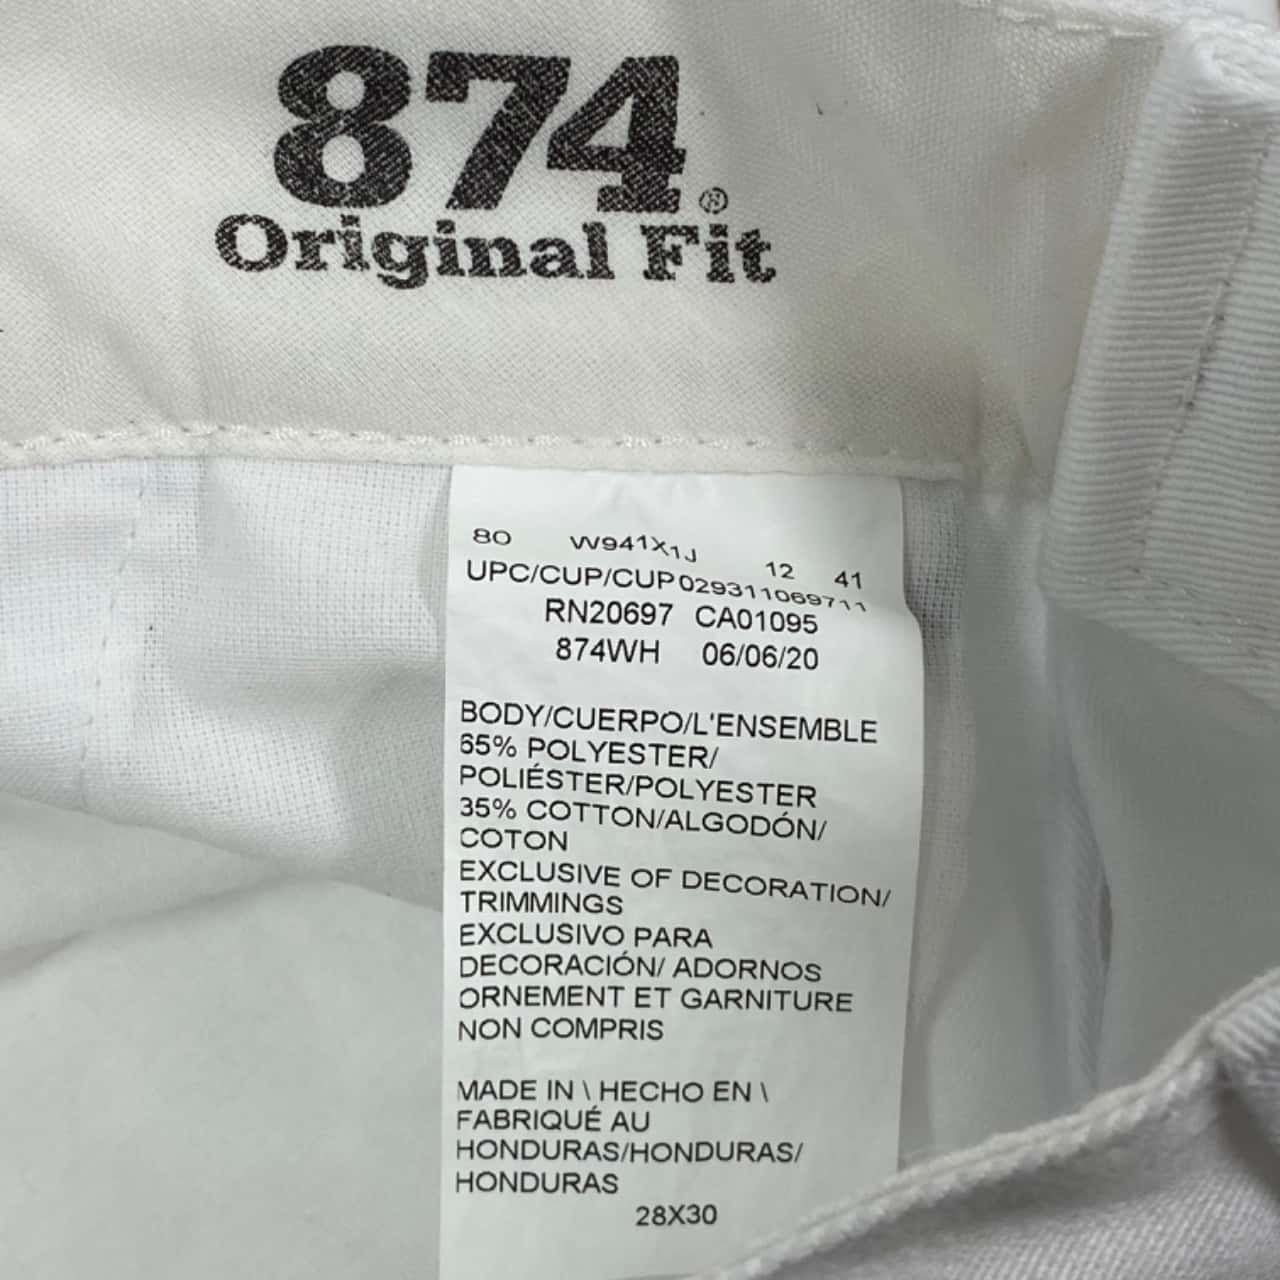 874®
Original Fit
80 W941X1J 12 41
UPC/CUP/CUP 029311069711
RN20697 CA01095
874WH 06/06/20
BODY/CUERPO/L'ENSEMBLE
65% POLYESTER/
POLIÉSTER/POLYESTER
35% COTTON/ALGODÓN/
COTON
EXCLUSIVE OF DECORATION/
TRIMMINGS
EXCLUSIVO PARA
DECORACIÓN/ ADORNOS
ORNEMENT ET GARNITURE
NON COMPRIS
MADE IN \ HECHO EN \
FABRIQUÉ AU
HONDURAS/HONDURAS/
HONDURAS
28X30